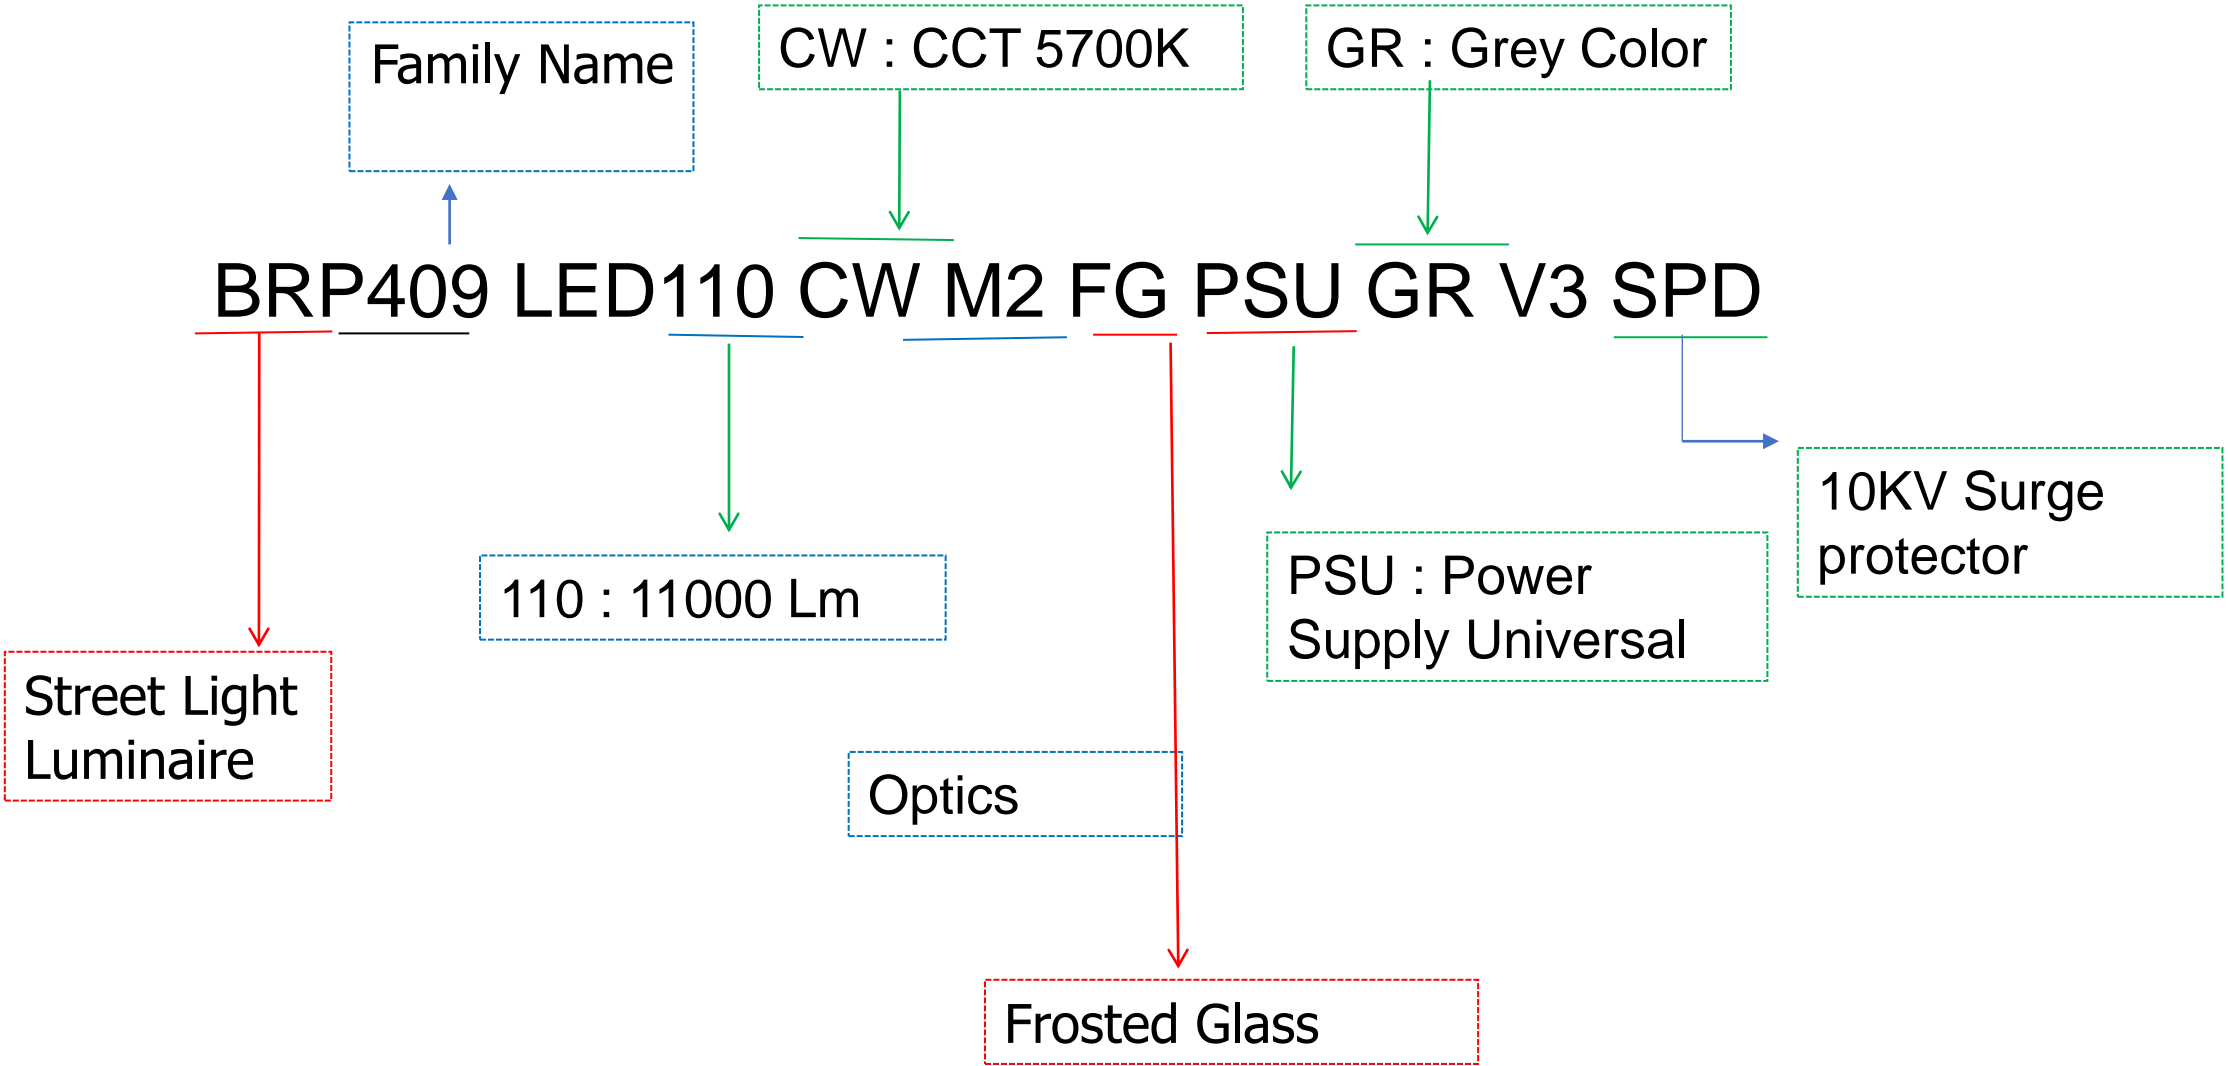 Family Name
CW : CCT 5700K
GR : Grey Color
BRP409 LED110 CW M2 FG PSU GR V3 SPD
10KV Surge
protector
110 : 11000 Lm
PSU : Power
Supply Universal
Street Light
Luminaire
Optics
Frosted Glass